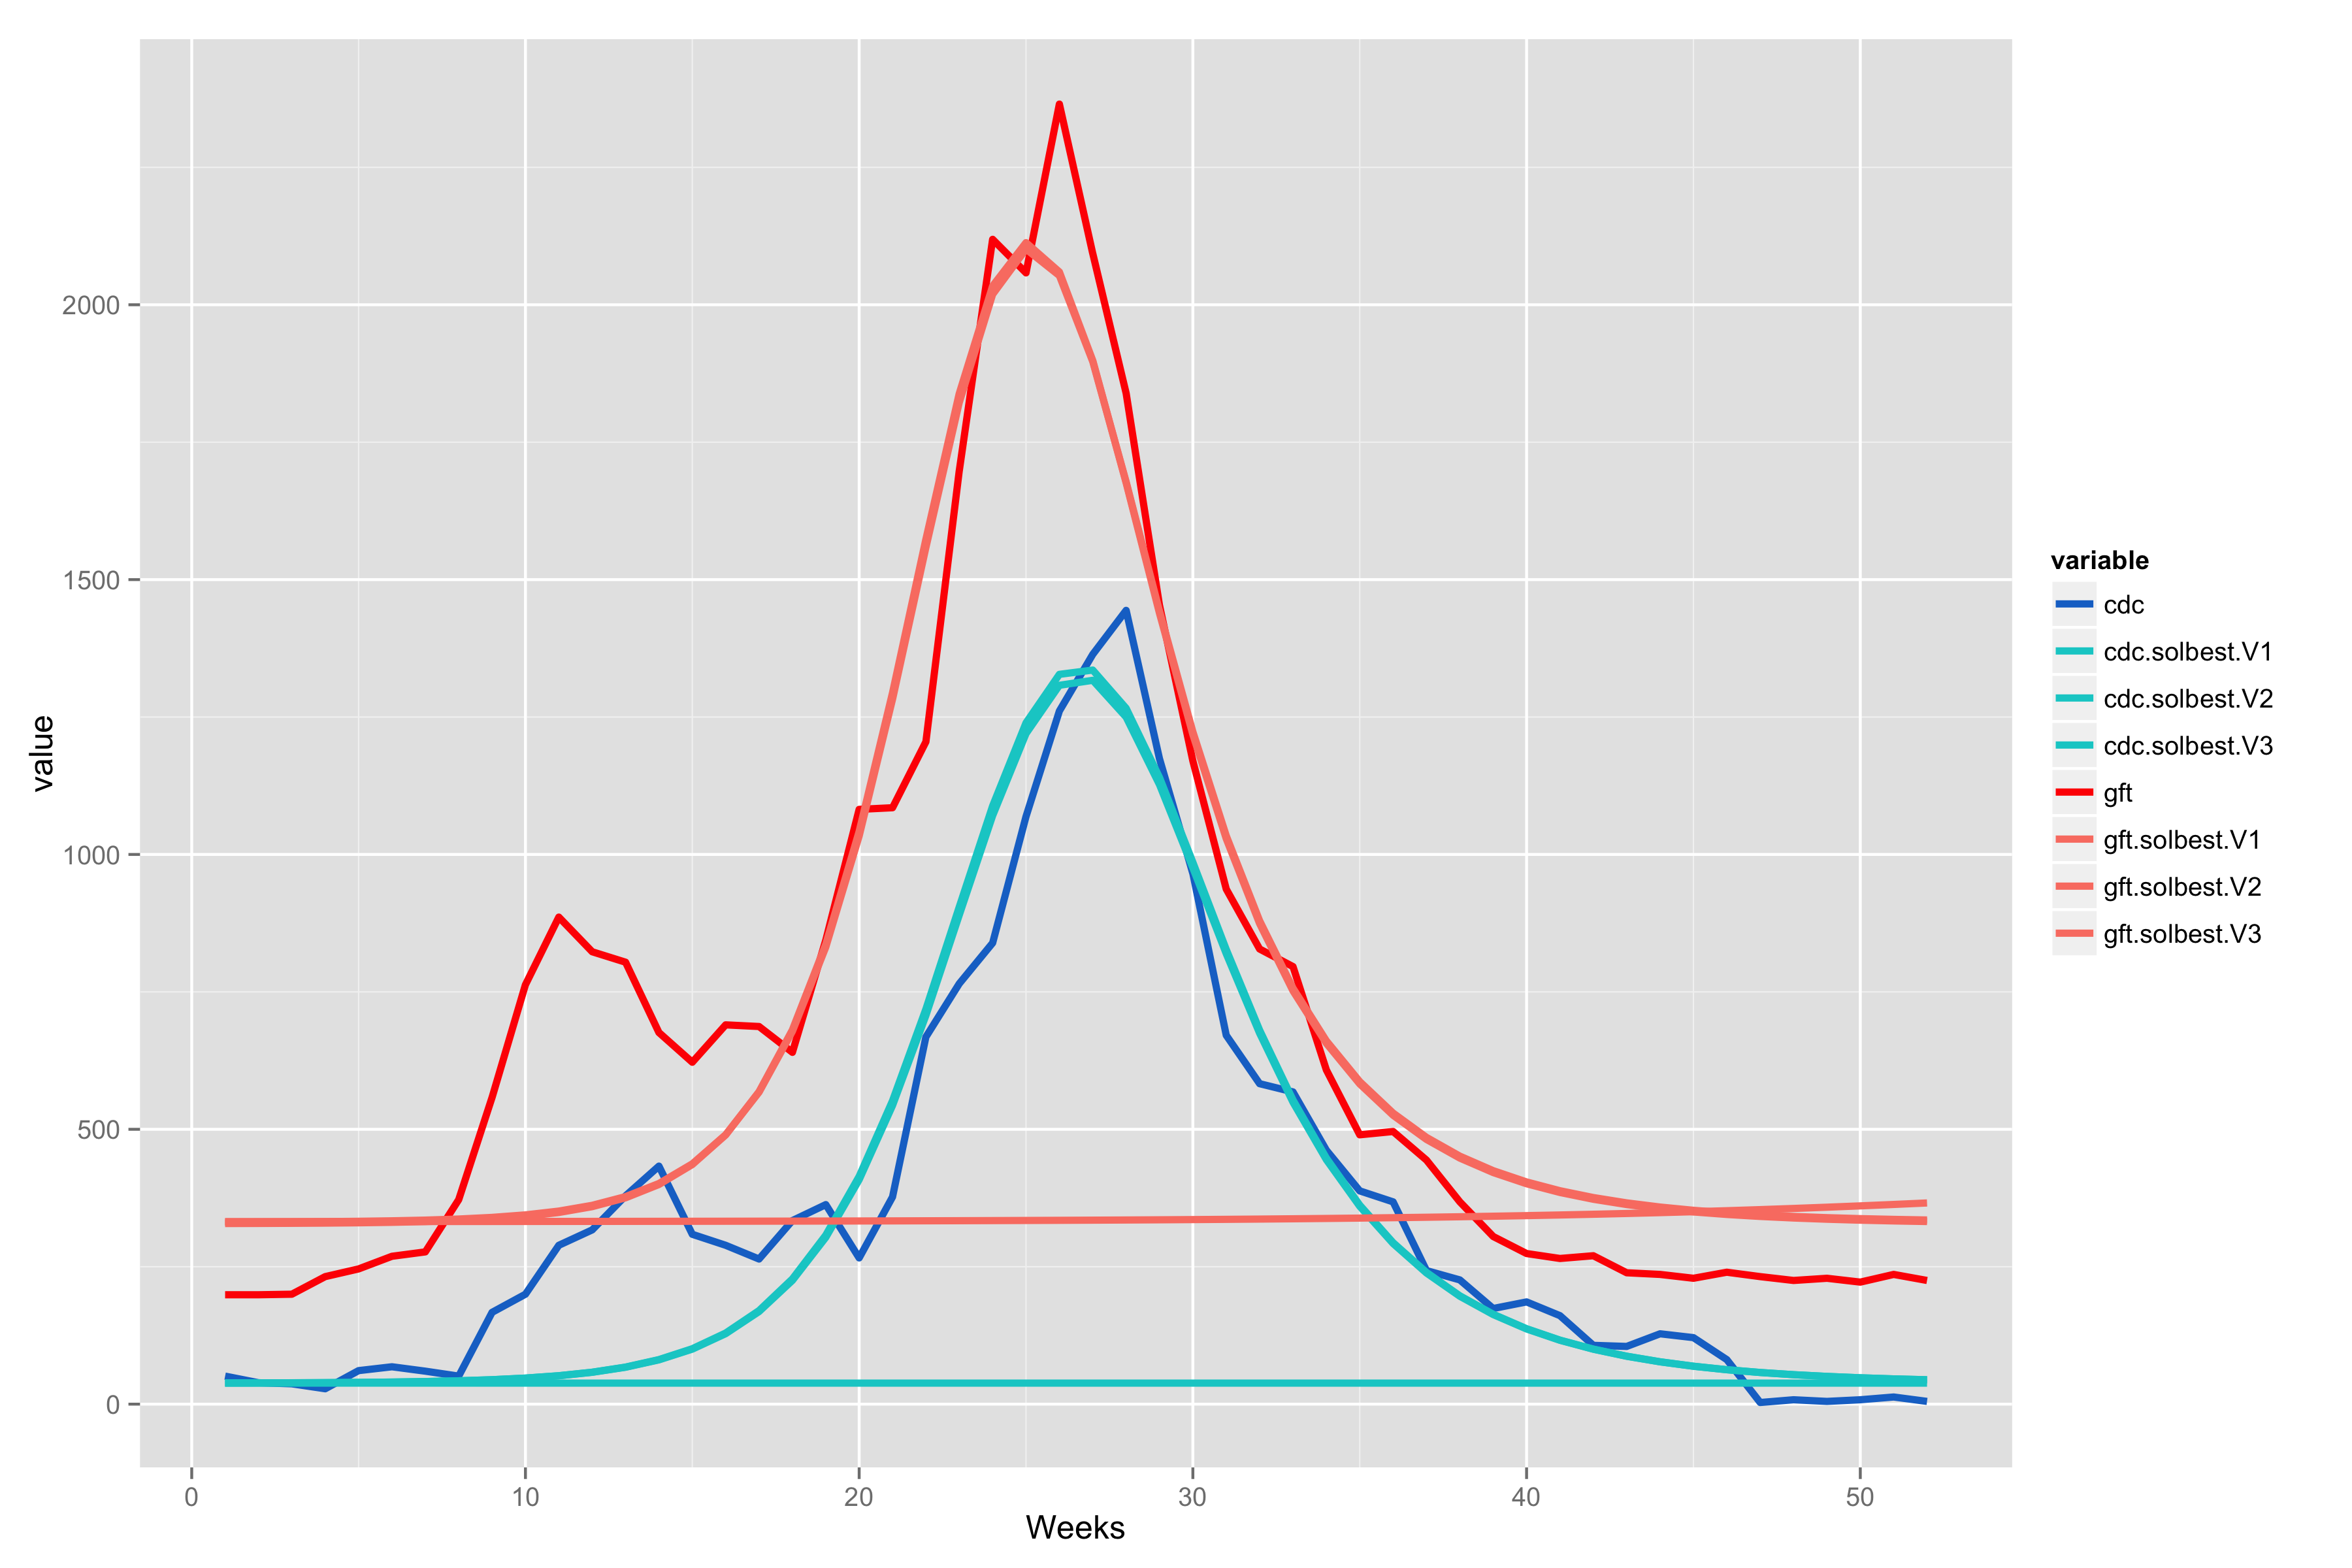 2000
1500
1000
500
0
value
0 10 20 30 40 50
Weeks
variable
cdc
cdc.solbest.V1
cdc.solbest.V2
cdc.solbest.V3
gft
gft.solbest.V1
gft.solbest.V2
gft.solbest.V3